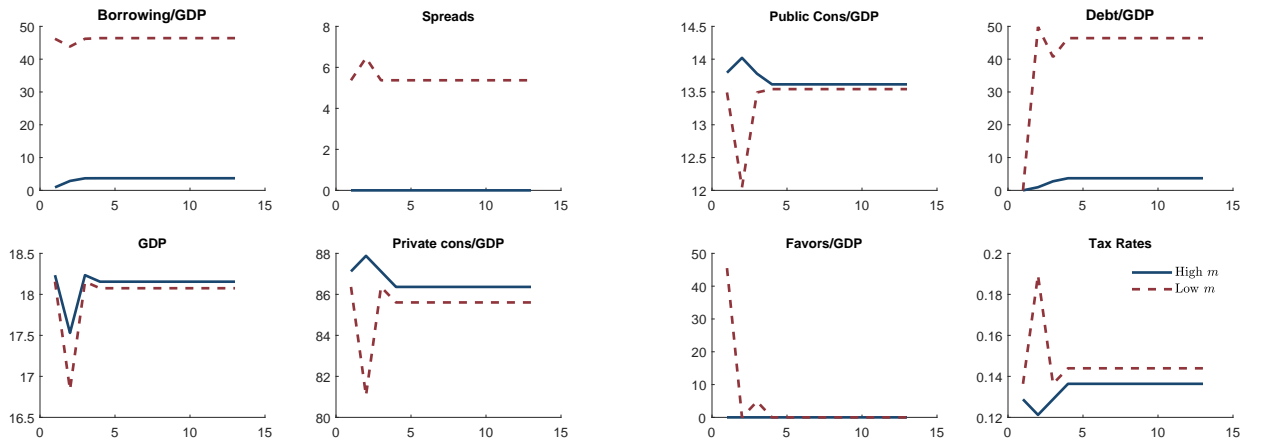 Borrowing/GDP
50
40
30
20
10
0
0 5 10 15
Spreads
8
6
4
2
0
0 5 10 15
Public Cons/GDP
14.5
14
13.5
13
12.5
12
0 5 10 15
Debt/GDP
50
40
30
20
10
0
0 5 10 15
GDP
18.5
18
17.5
17
16.5
0 5 10 15
Private cons/GDP
88
86
84
82
80
0 5 10 15
Favors/GDP
50
40
30
20
10
0
0 5 10 15
Tax Rates
0.2
0.18
0.16
0.14
0.12
0 5 10 15
High m
Low m